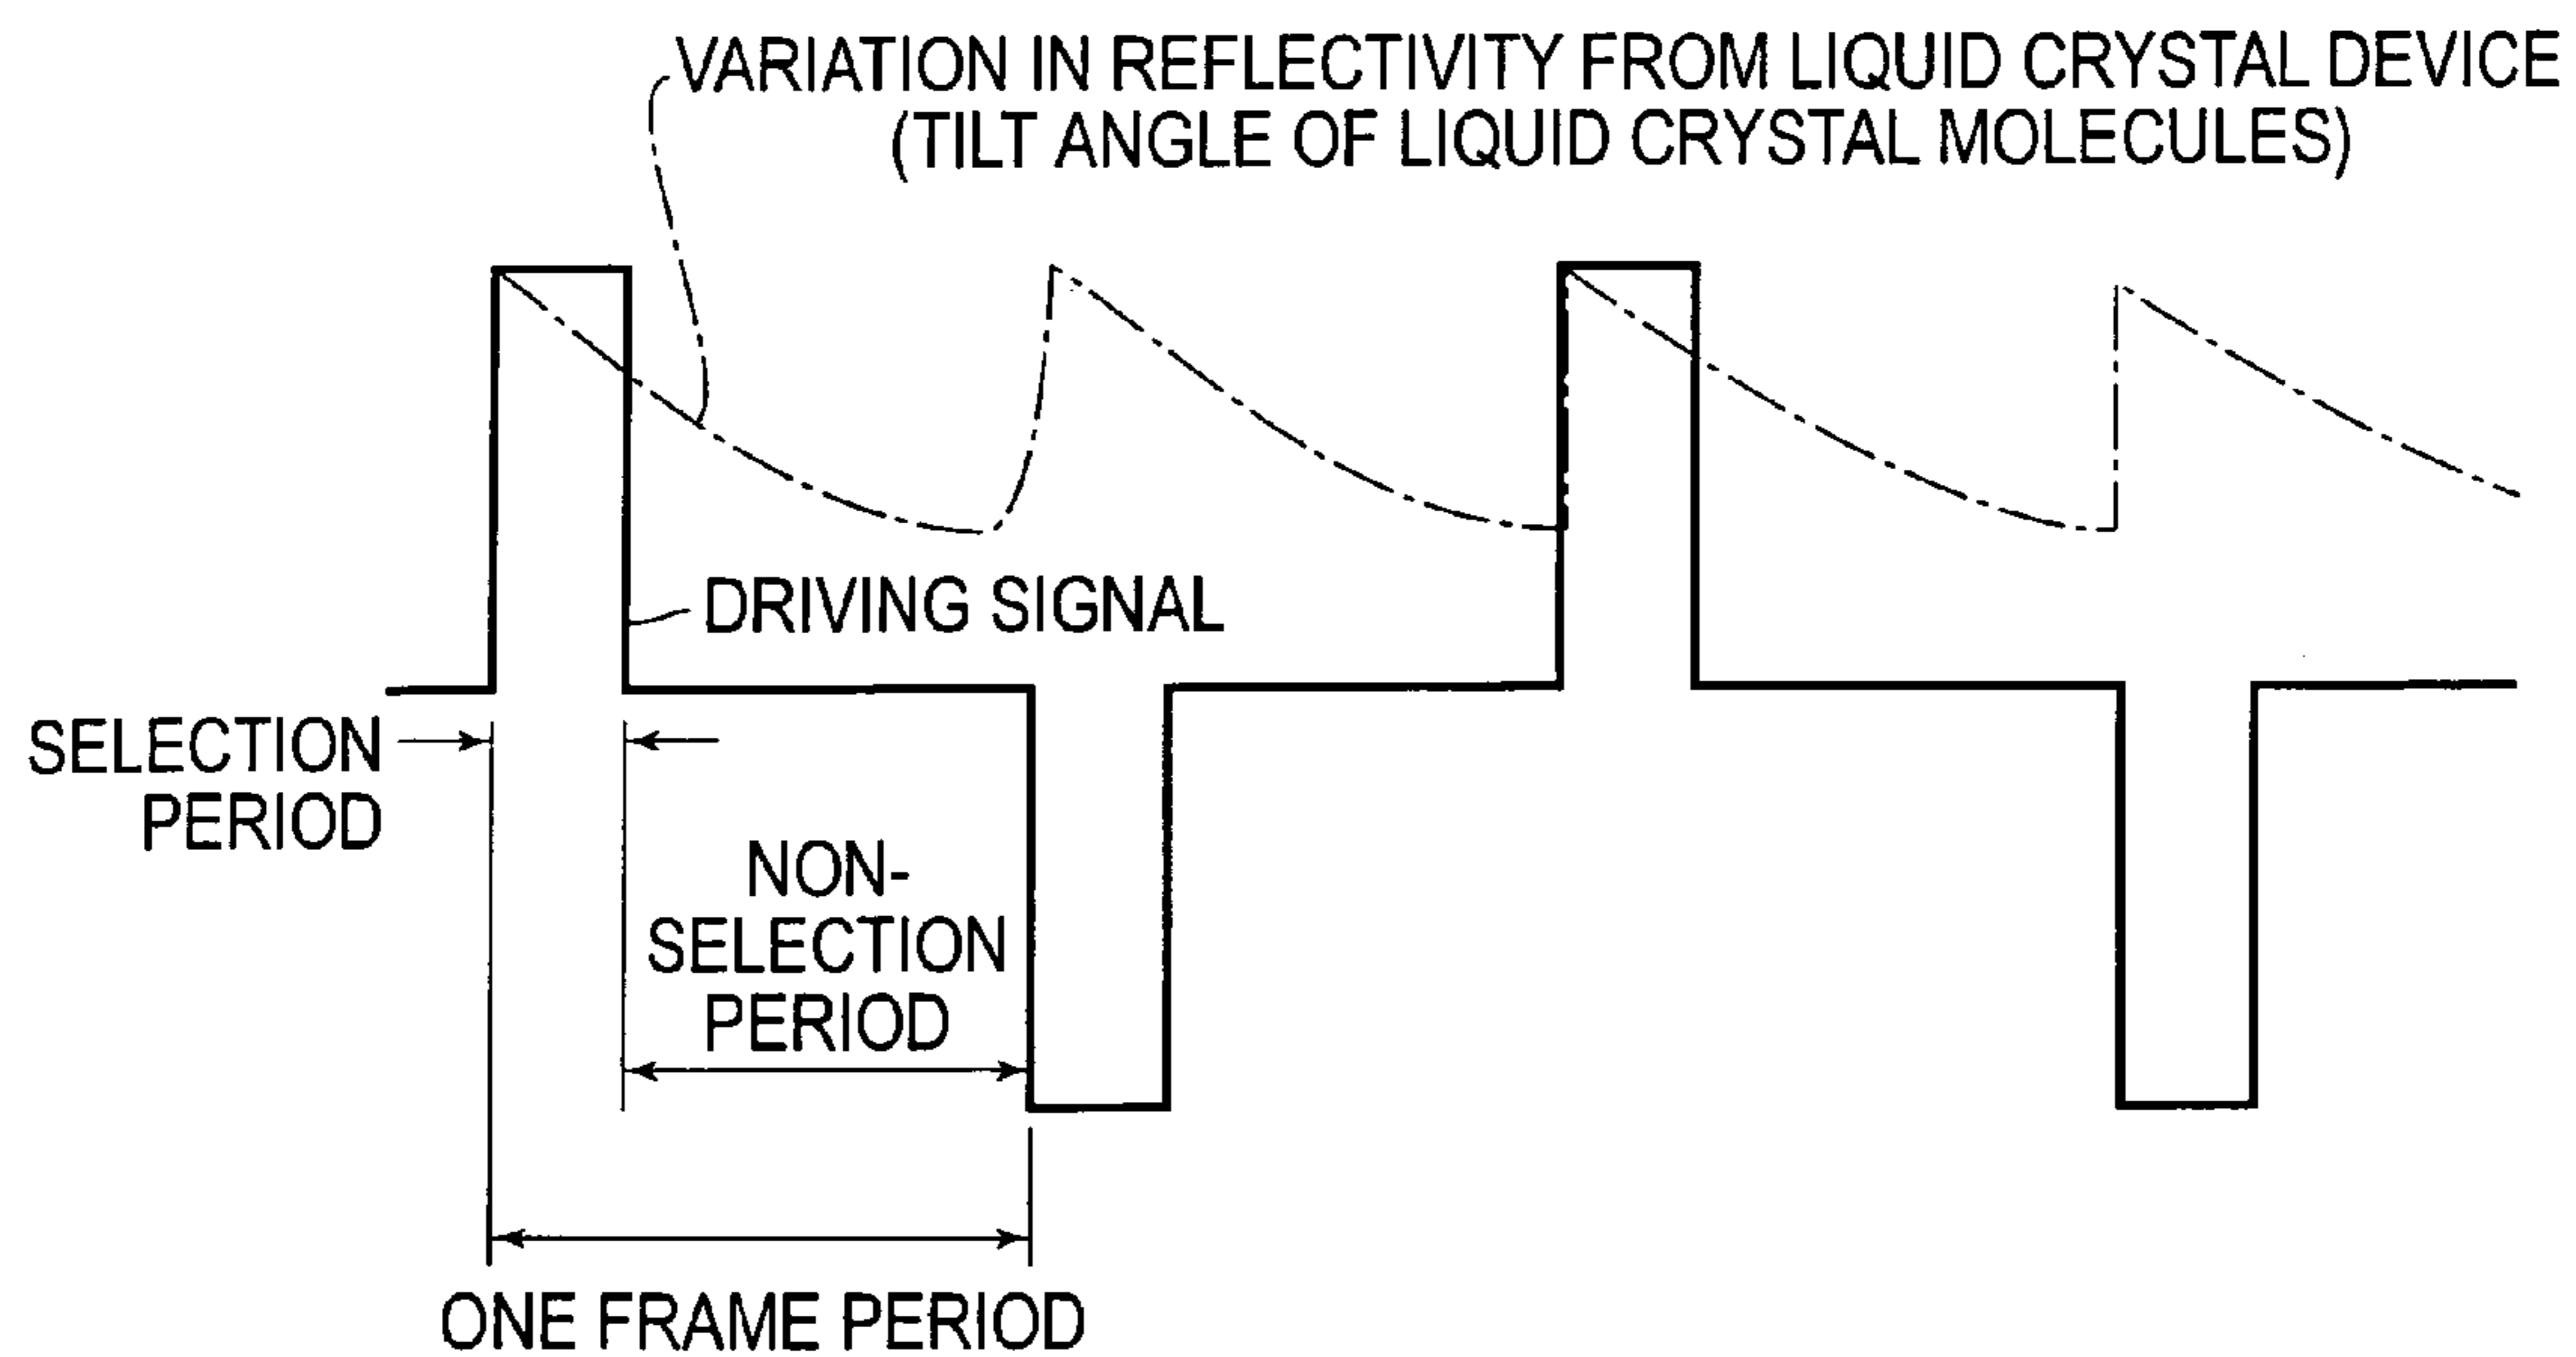 VARIATION IN REFLECTIVITY FROM LIQUID CRYSTAL DEVICE
(TILT ANGLE OF LIQUID CRYSTAL MOLECULES)
DRIVING SIGNAL
SELECTION
PERIOD
NON-
SELECTION
PERIOD
ONE FRAME PERIOD